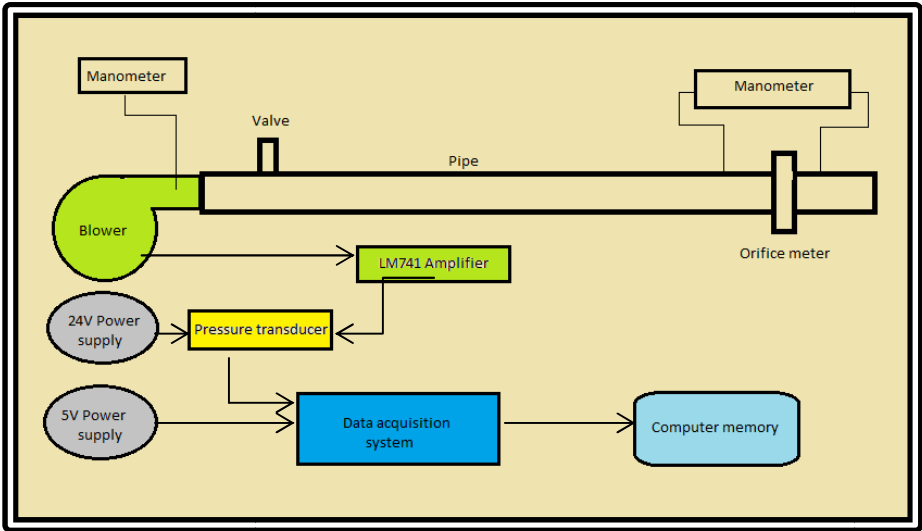 Manometer
Manometer
Valve
Pipe
Blower
Orifice meter
LM741 Amplifier
24V Power
supply
Pressure transducer
5V Power
supply
Data acquisition
system
Computer memory